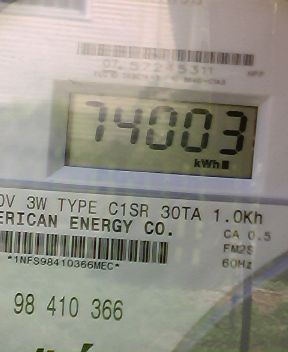 74003
kWh
0V 3W TYPE C1SR 30TA 1.0Kh
ERICAN ENERGY CO.
CA 0.5
FM2S
*1NFS98410366MEC*
60Hz
98 410 366